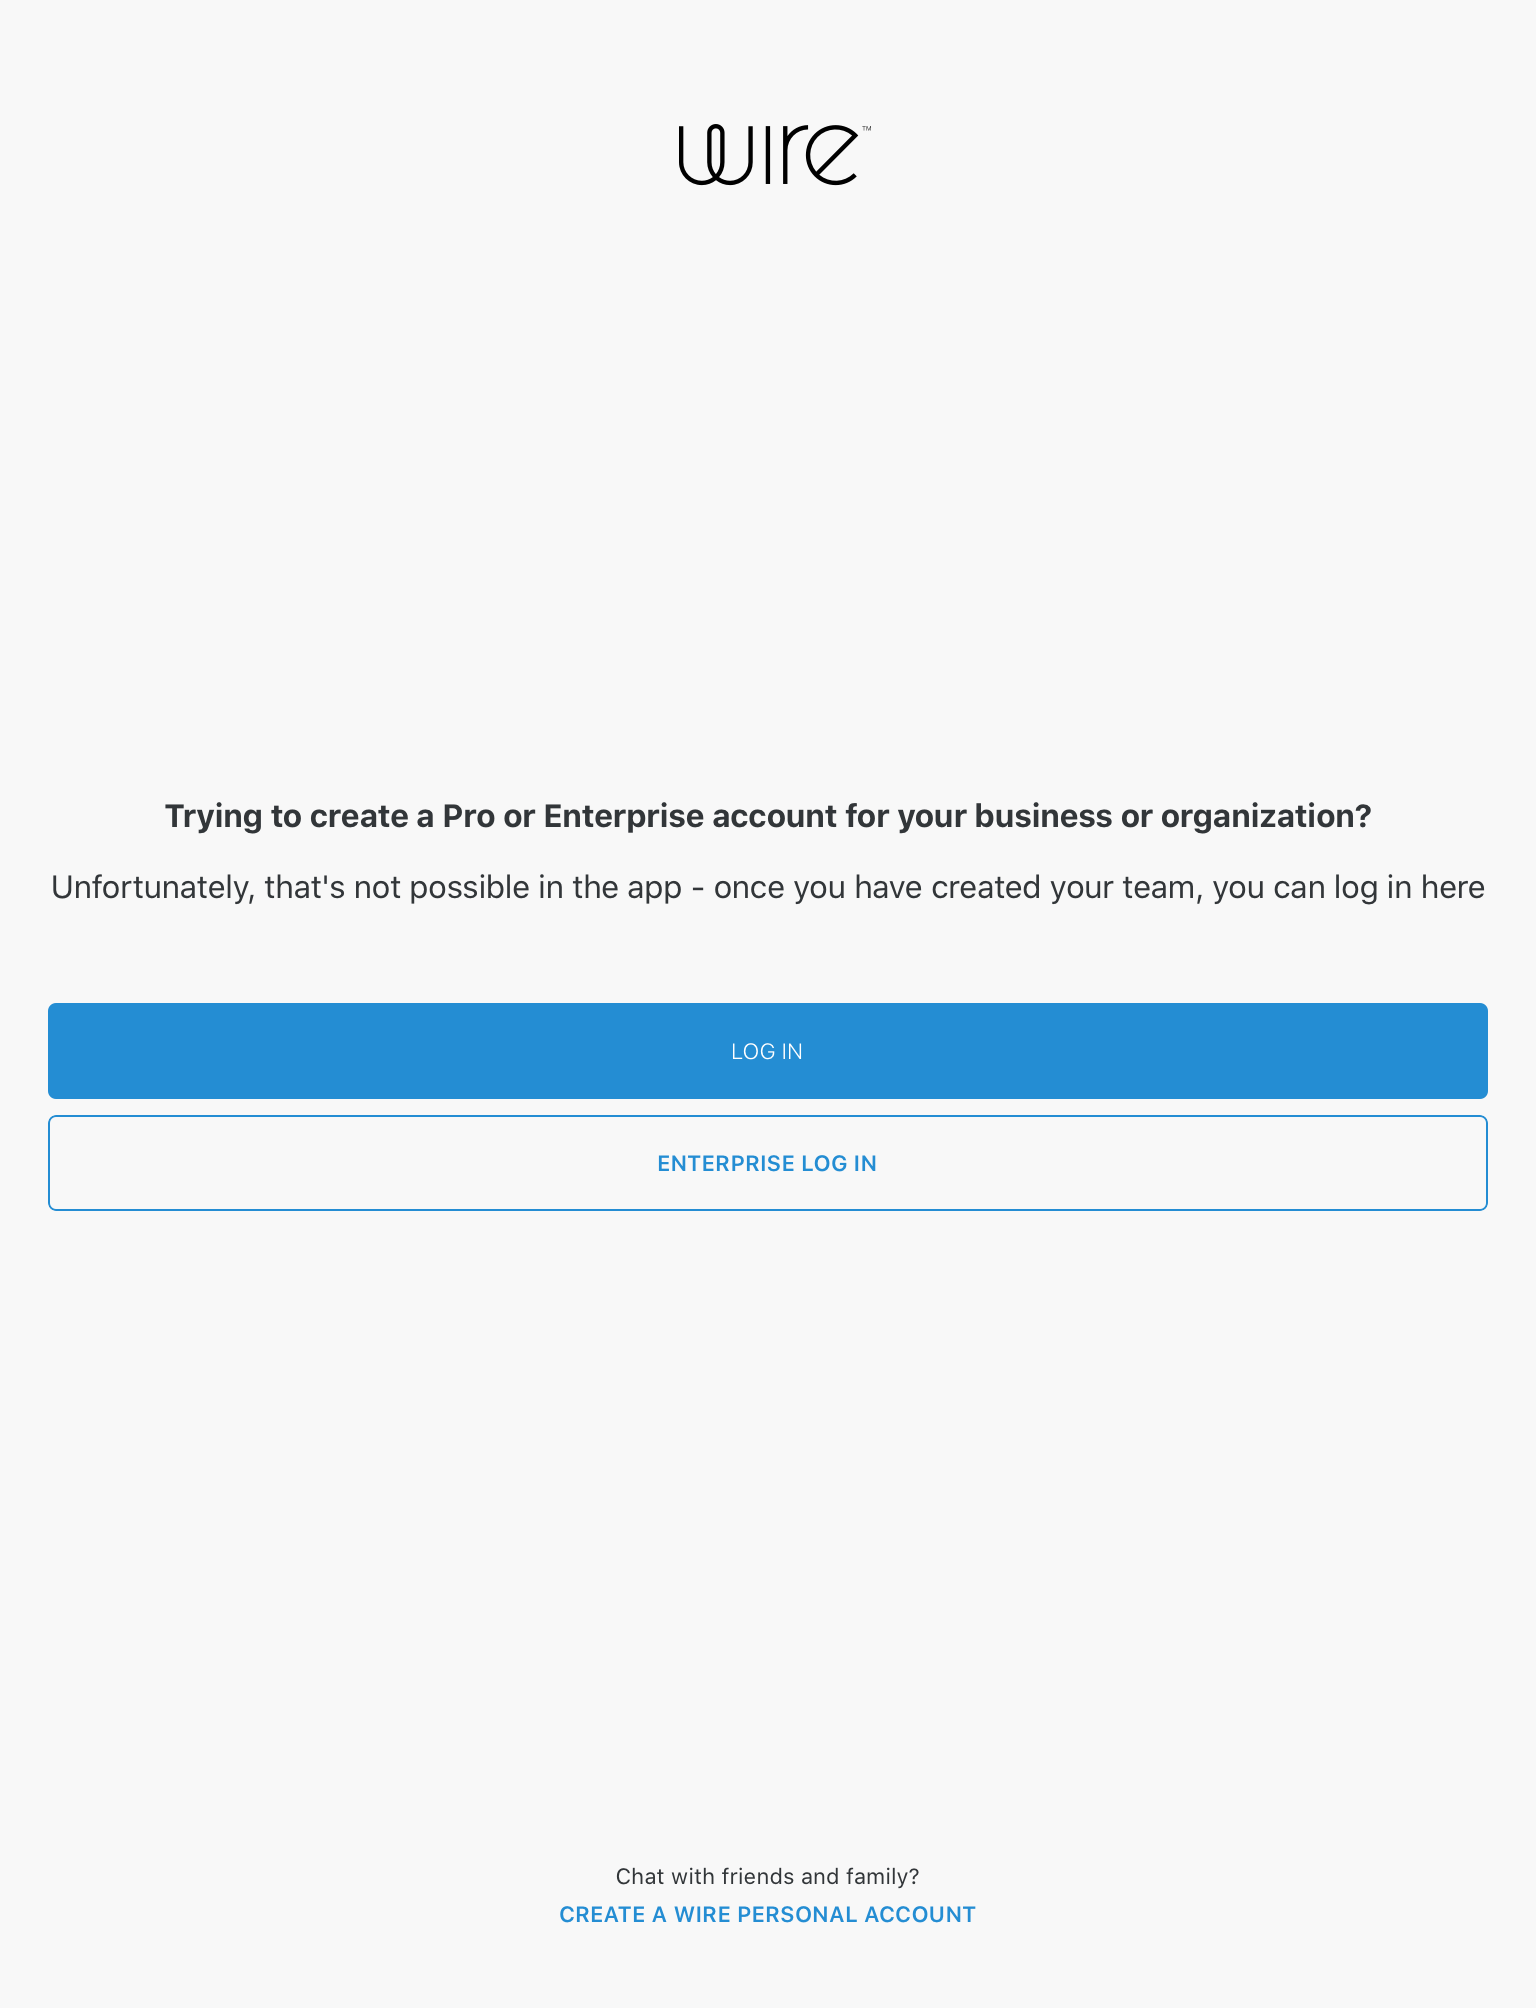 wire™
Trying to create a Pro or Enterprise account for your business or organization?
Unfortunately, that's not possible in the app - once you have created your team, you can log in here
LOG IN
ENTERPRISE LOG IN
Chat with friends and family?
CREATE A WIRE PERSONAL ACCOUNT